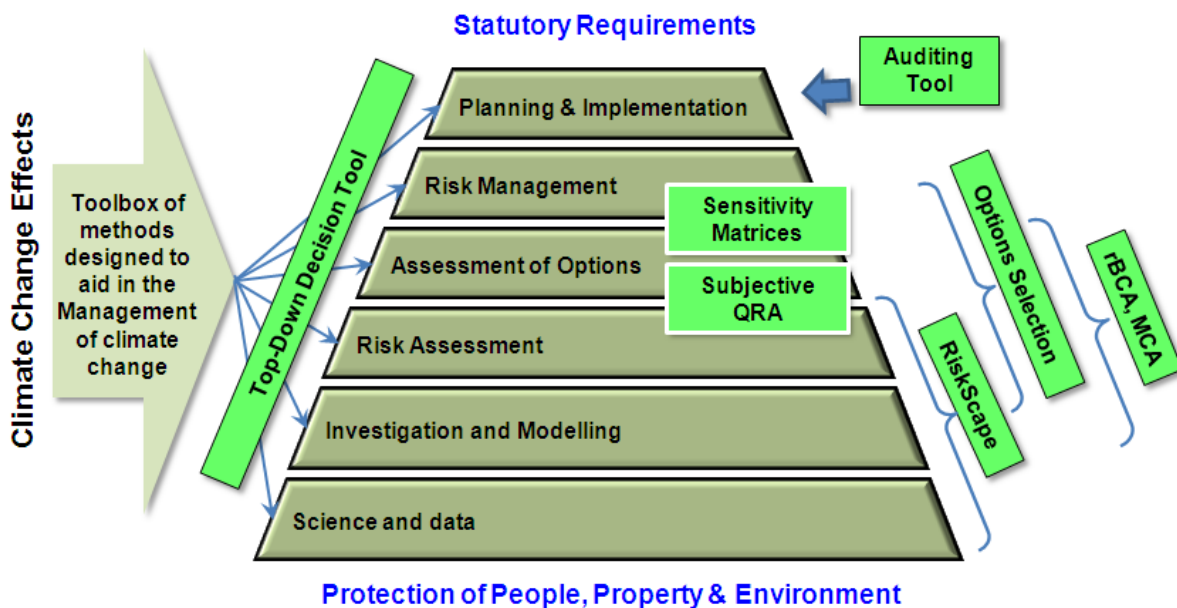 Statutory Requirements
Auditing
Tool
Planning & Implementation
Risk Management
Sensitivity
Matrices
Assessment of Options
Subjective
QRA
Risk Assessment
Investigation and Modelling
Science and data
Climate Change Effects
Toolbox of
methods
designed to
aid in the
Management
of climate
change
Top-Down Decision Tool
Options Selection
rBCA, MCA
RiskScape
Protection of People, Property & Environment